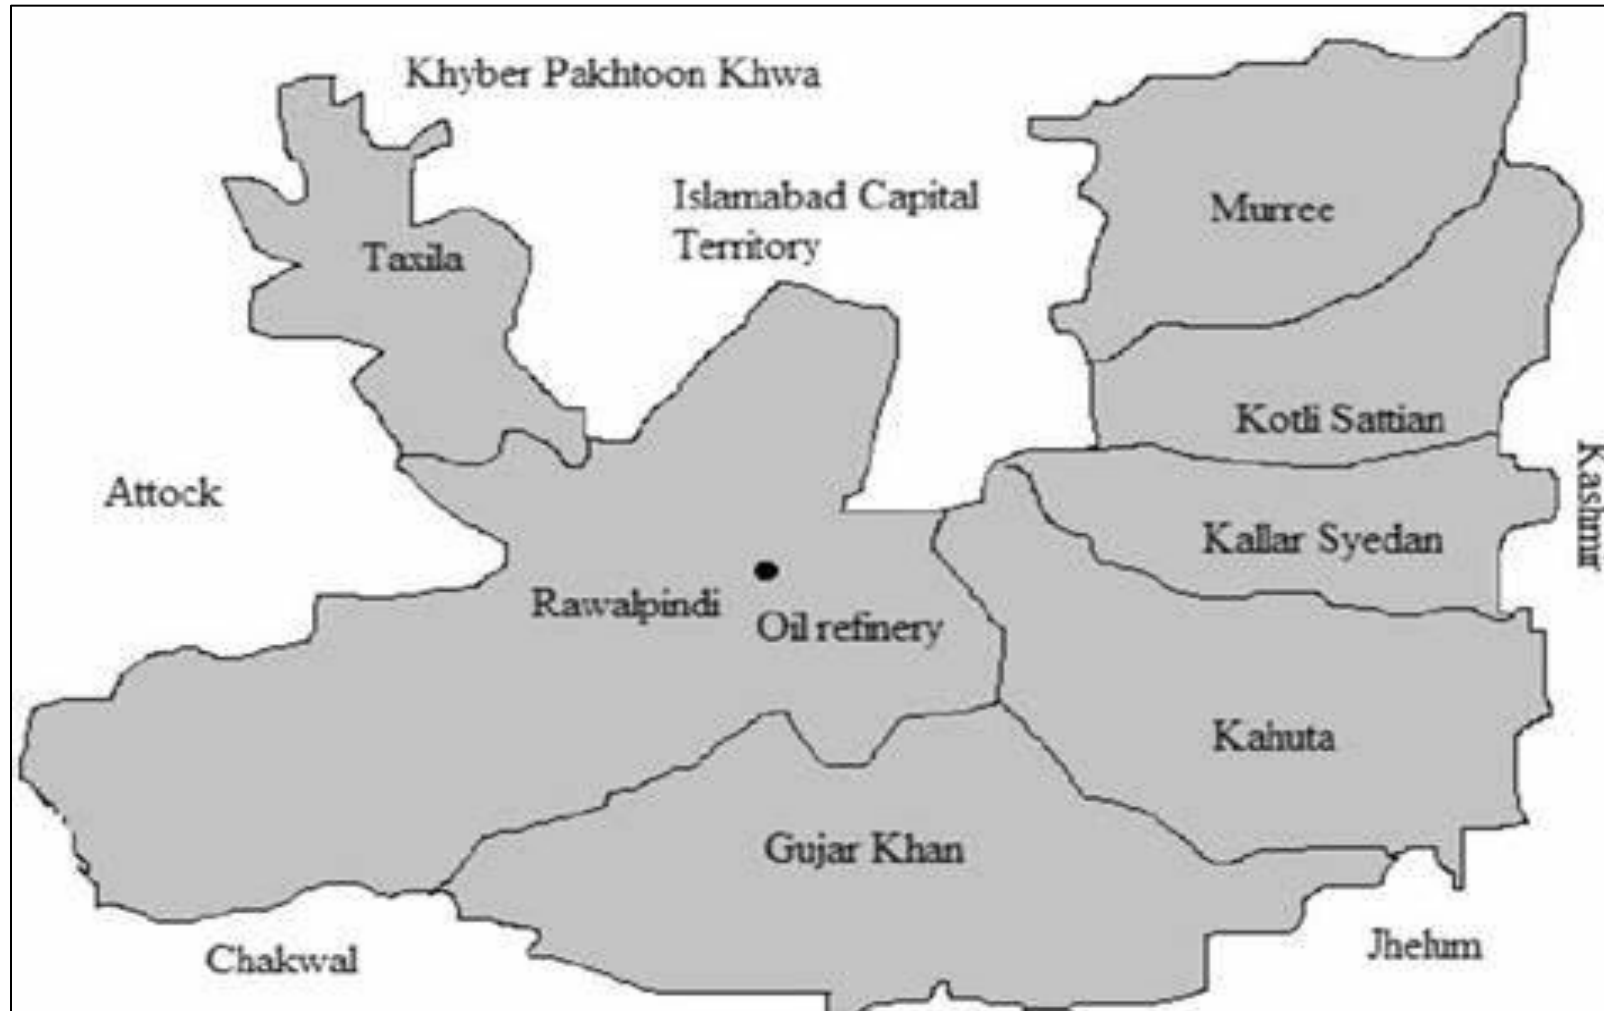 Khyber Pakhtoon Khwa
Islamabad Capital
Territory
Murree
Taxila
Kotli Sattian
Attock
Kashmir
Kallar Syedan
Rawalpindi
Oil refinery
Kahuta
Gujar Khan
Chakwal
Jhelum